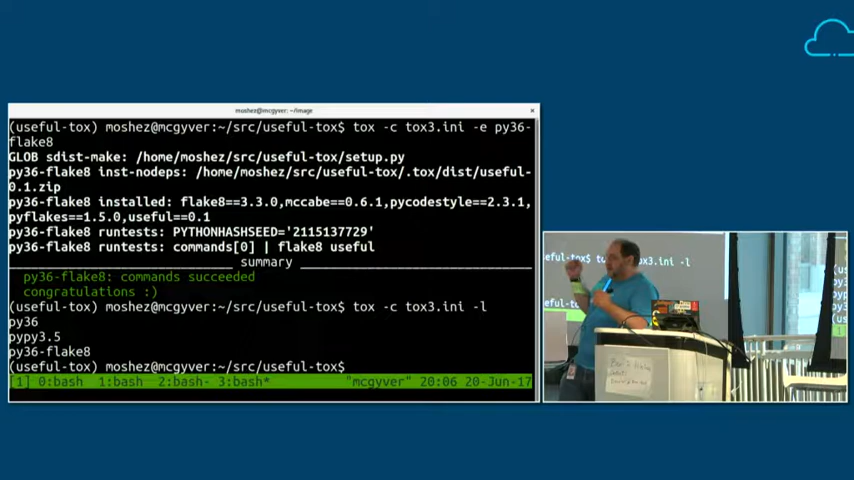 moshez@mcgyver: ~/image
(useful-tox) moshez@mcgyver:~/src/useful-tox$ tox -c tox3.ini -e py36-
flake8
GLOB sdist-make: /home/moshez/src/useful-tox/setup.py
py36-flake8 inst-nodeps: /home/moshez/src/useful-tox/.tox/dist/useful-
0.1.zip
py36-flake8 installed: flake8==3.3.0,mccabe==0.6.1,pycodestyle==2.3.1,
pyflakes==1.5.0,useful==0.1
py36-flake8 runtests: PYTHONHASHSEED='2115137729'
py36-flake8 runtests: commands[0] | flake8 useful
summary
py36-flake8: commands succeeded
congratulations :)
(useful-tox) moshez@mcgyver:~/src/useful-tox$ tox -c tox3.ini -l
py36
pypy3.5
py36-flake8
(useful-tox) moshez@mcgyver:~/src/useful-tox$
[1] 0:bash 1:bash 2:bash- 3:bash* "mcgyver" 20:06 20-Jun-17